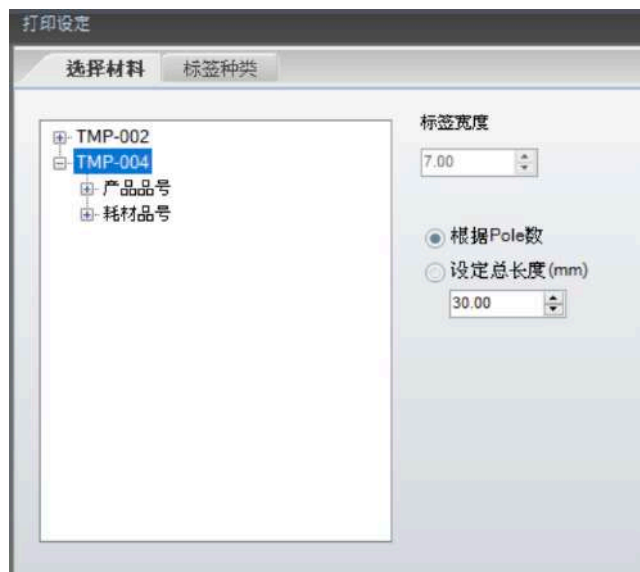 打印设定
选择材料
标签种类
TMP-002
TMP-004
产品品号
耗材品号
标签宽度
7.00
根据Pole数
设定总长度(mm)
30.00